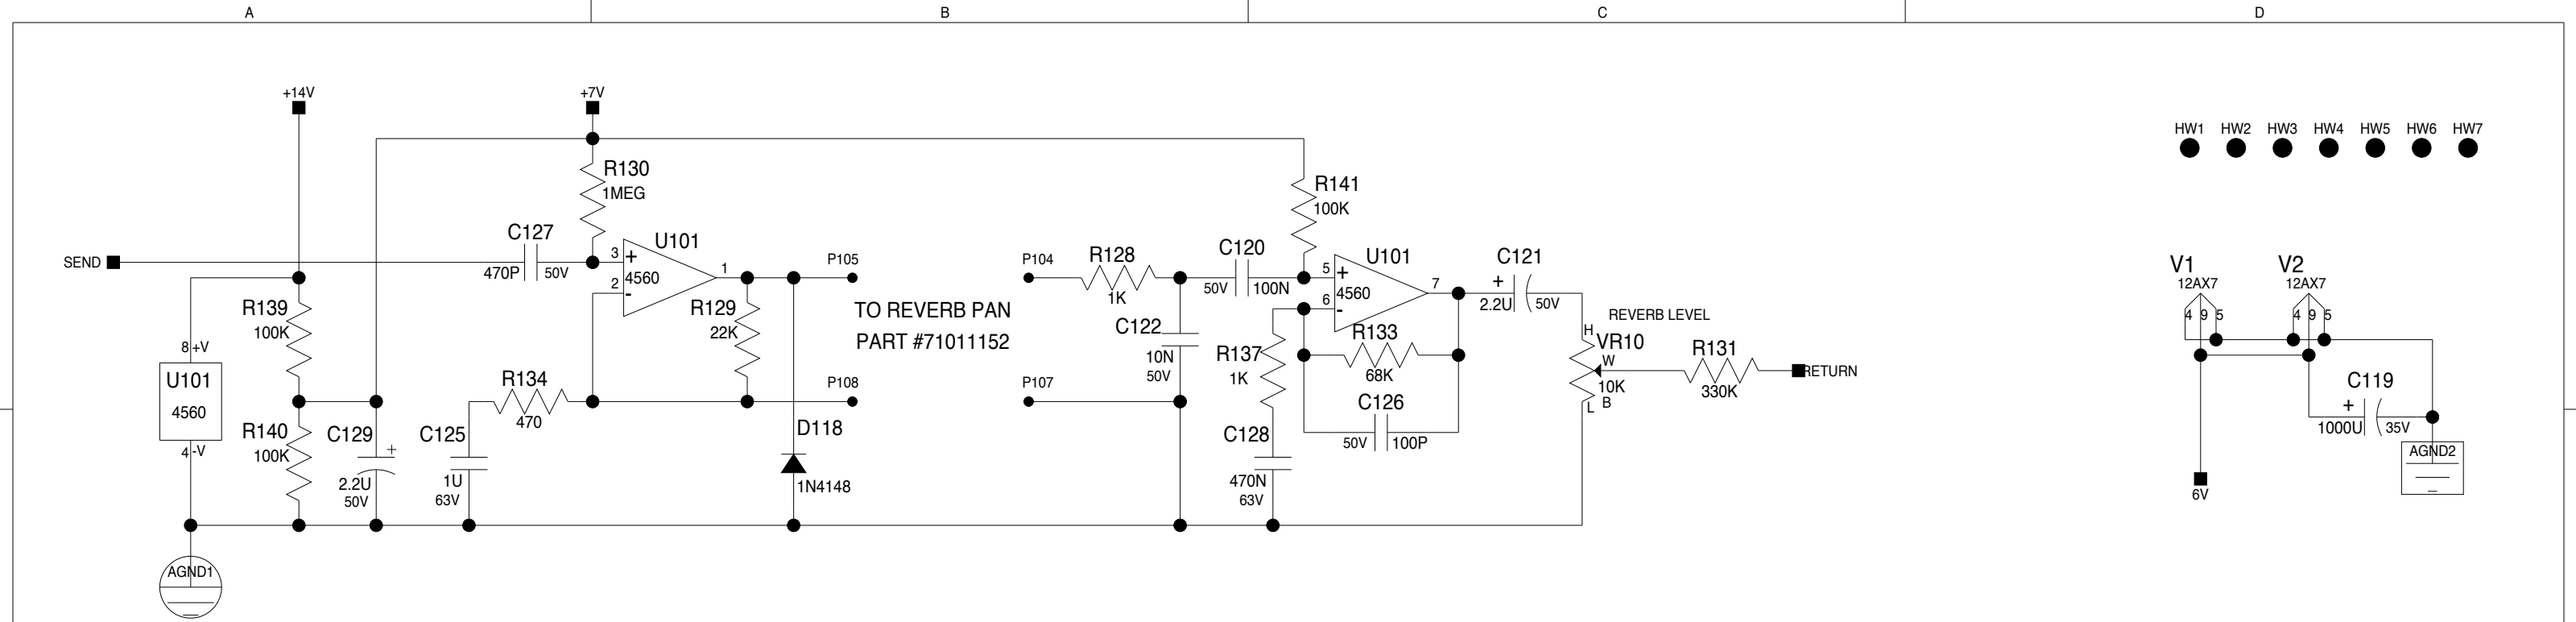 A B C D
+14V +7V
HW1 HW2 HW3 HW4 HW5 HW6 HW7
R130
1MEG
R141
100K
SEND
C127
470P 50V
3 + U101
4560
2 -
1
P105
P104
R128
1K
C120
50V 100N
5 + U101
4560
6 -
7
C121
+
2.2U 50V
V1
12AX7
4 9 5
V2
12AX7
4 9 5
R139
100K
R129
22K
TO REVERB PAN
PART #71011152
C122
10N
50V
R137
1K
R133
68K
REVERB LEVEL
H
VR10
W
10K
L B
R131
330K
RETURN
8 +V
U101
4560
4 -V
R134
470
P108
P107
C126
50V 100P
C119
+
1000U 35V
R140
100K
C129
+
2.2U
50V
C125
1U
63V
D118
1N4148
C128
470N
63V
AGND2
6V
AGND1